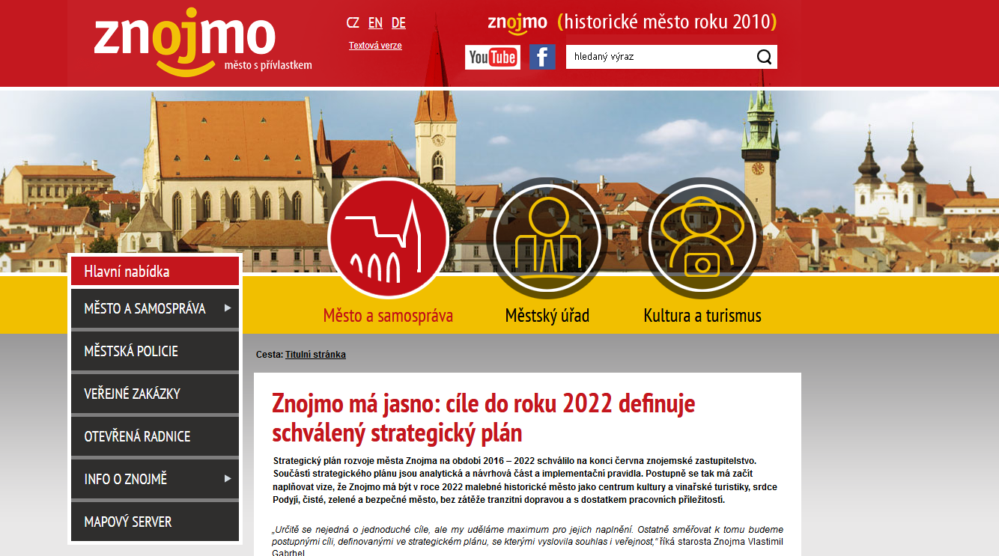 znojmo
město s přívlastkem
CZ EN DE
Textová verze
znojmo (historické město roku 2010)
YouTube f hledaný výraz
Hlavní nabídka
MĚSTO A SAMOSPRÁVA
MĚSTSKÁ POLICIE
VEŘEJNÉ ZAKÁZKY
OTEVŘENÁ RADNICE
INFO O ZNOJMĚ
MAPOVÝ SERVER
Město a samospráva
Městský úřad
Kultura a turismus
Cesta: Titulní stránka
Znojmo má jasno: cíle do roku 2022 definuje
schválený strategický plán
Strategický plán rozvoje města Znojma na období 2016 – 2022 schválilo na konci června znojemské zastupitelstvo.
Součástí strategického plánu jsou analytická a návrhová část a implementační pravidla. Postupně se tak má začít
naplňovat vize, že Znojmo má být v roce 2022 malebné historické město jako centrum kultury a vinařské turistiky, srdce
Podyjí, čisté, zelené a bezpečné město, bez zátěže tranzitní dopravou a s dostatkem pracovních příležitostí.
„Určitě se nejedná o jednoduché cíle, ale my uděláme maximum pro jejich naplnění. Ostatně směřovat k tomu budeme
postupnými cíli, definovanými ve strategickém plánu, se kterými vyslovila souhlas i veřejnost,“ říká starosta Znojma Vlastimil
Gabrhel